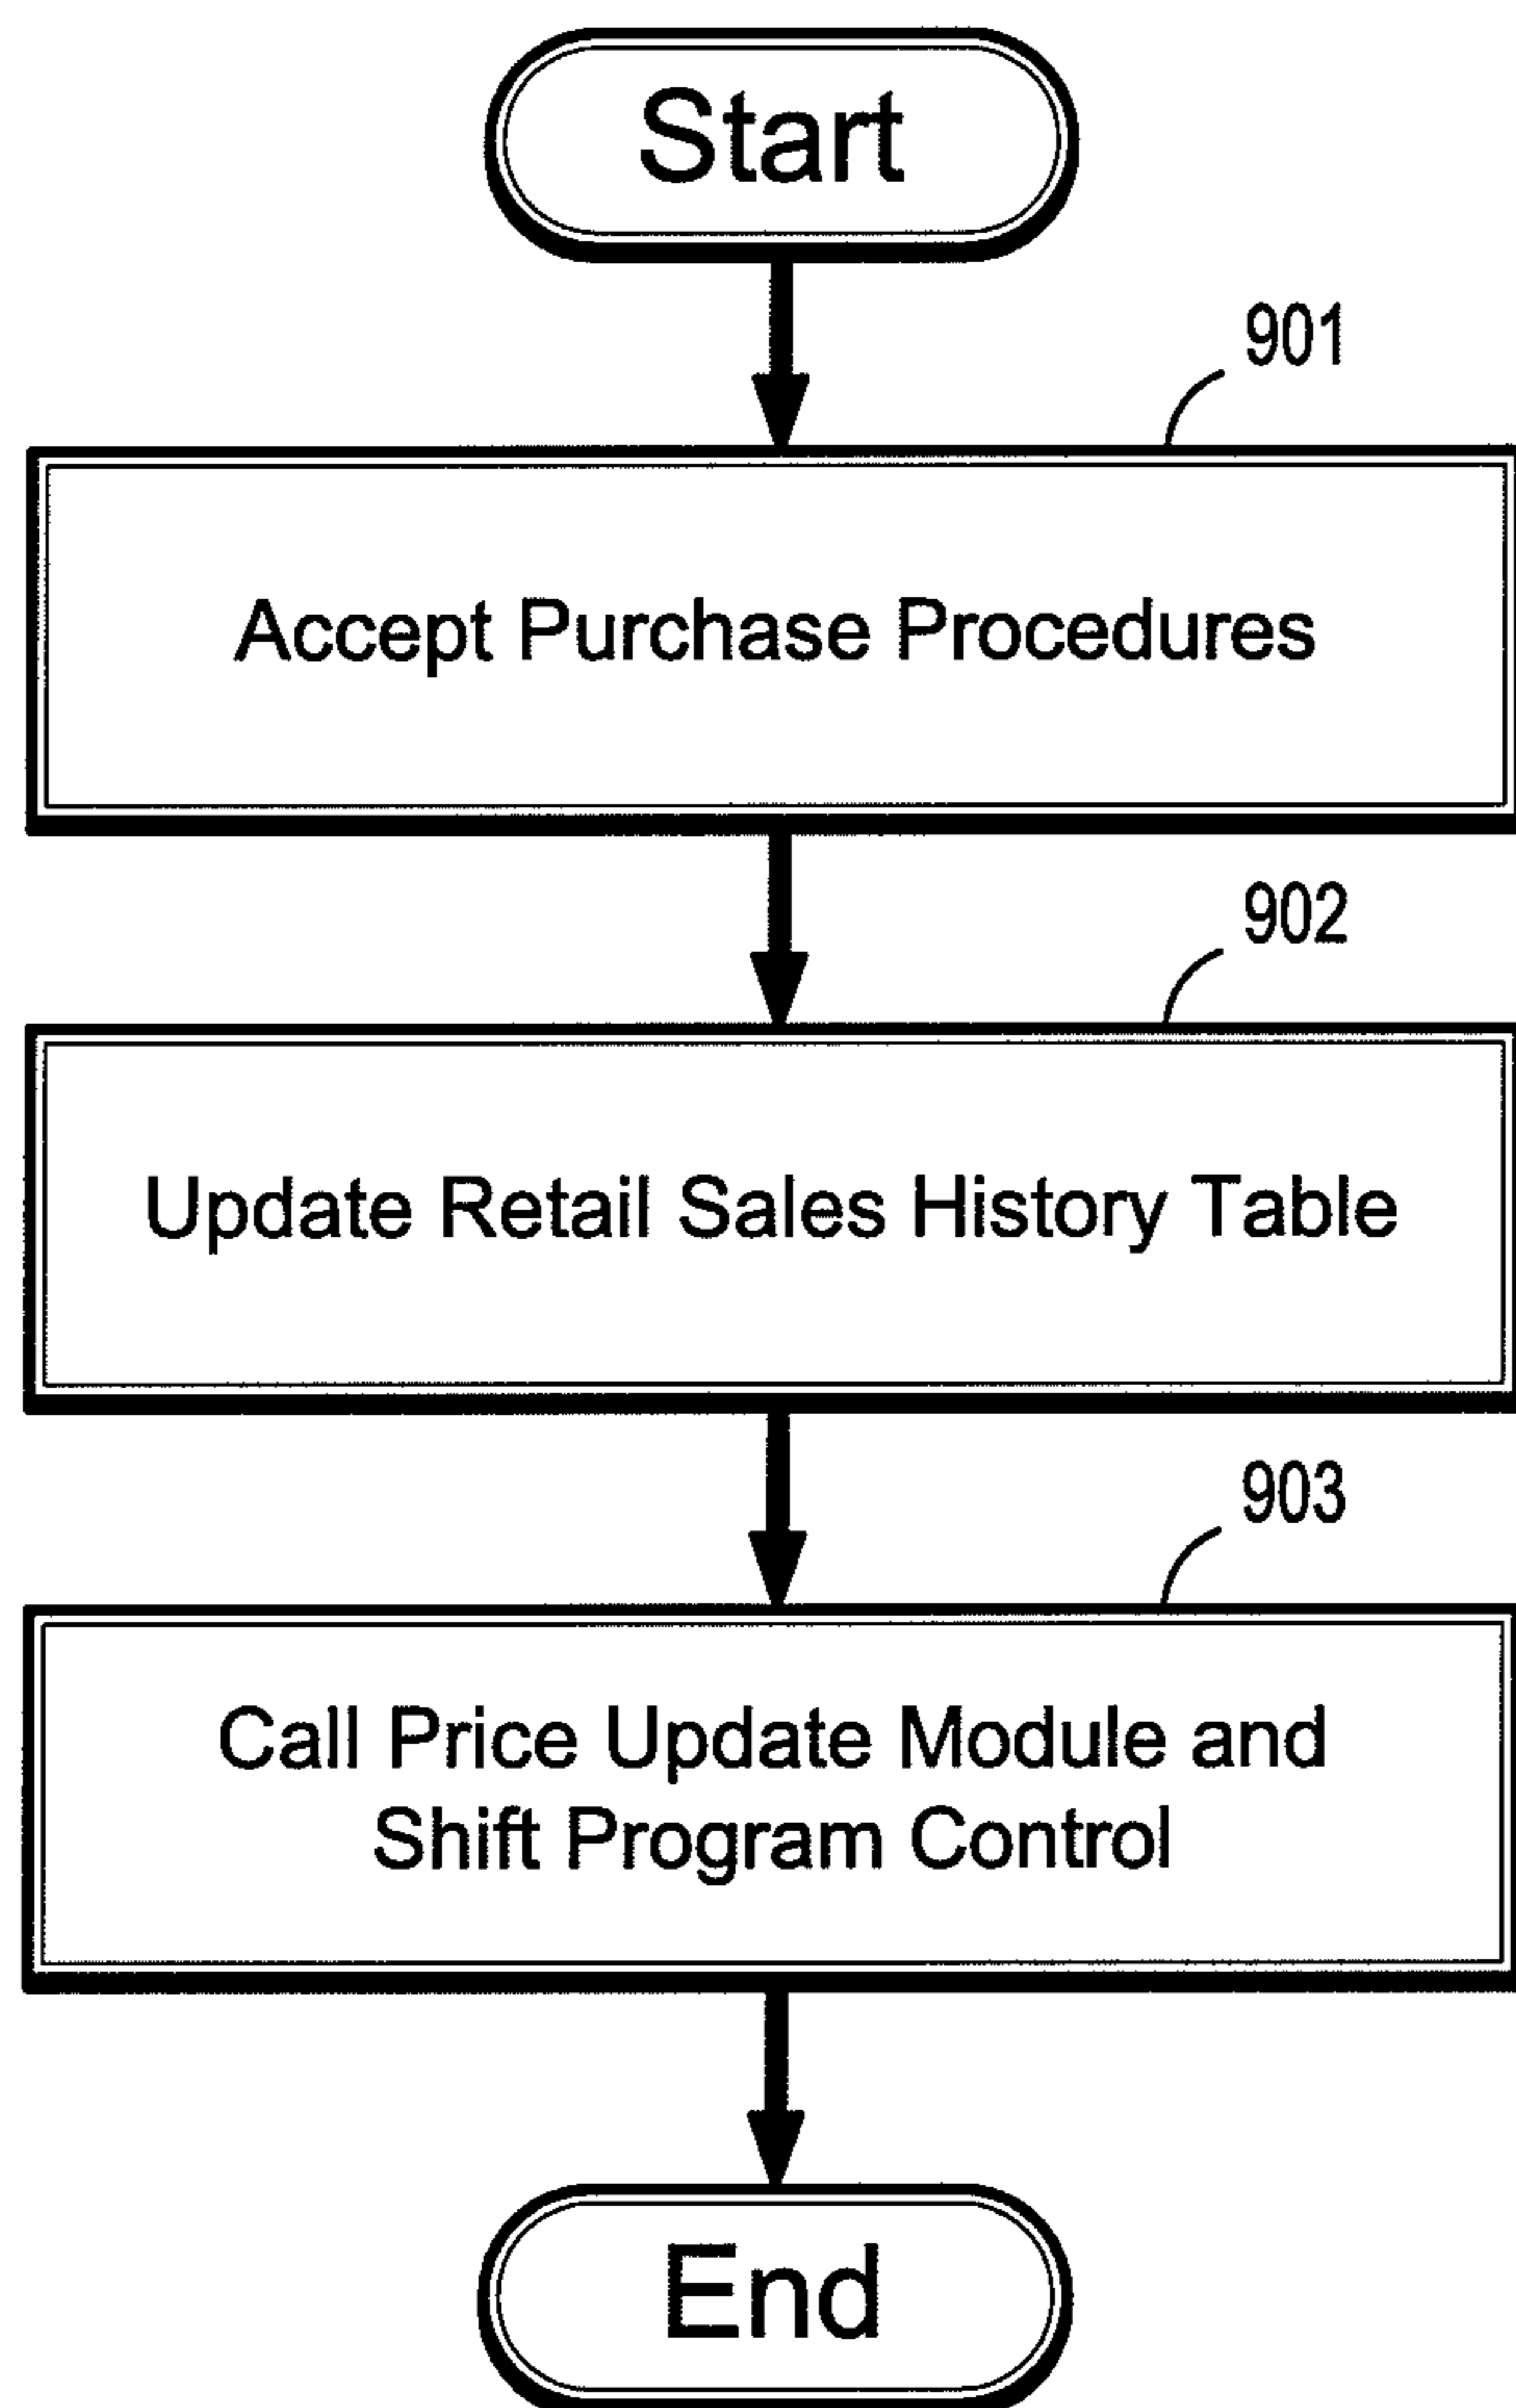 Start
901
Accept Purchase Procedures
902
Update Retail Sales History Table
903
Call Price Update Module and
Shift Program Control
End